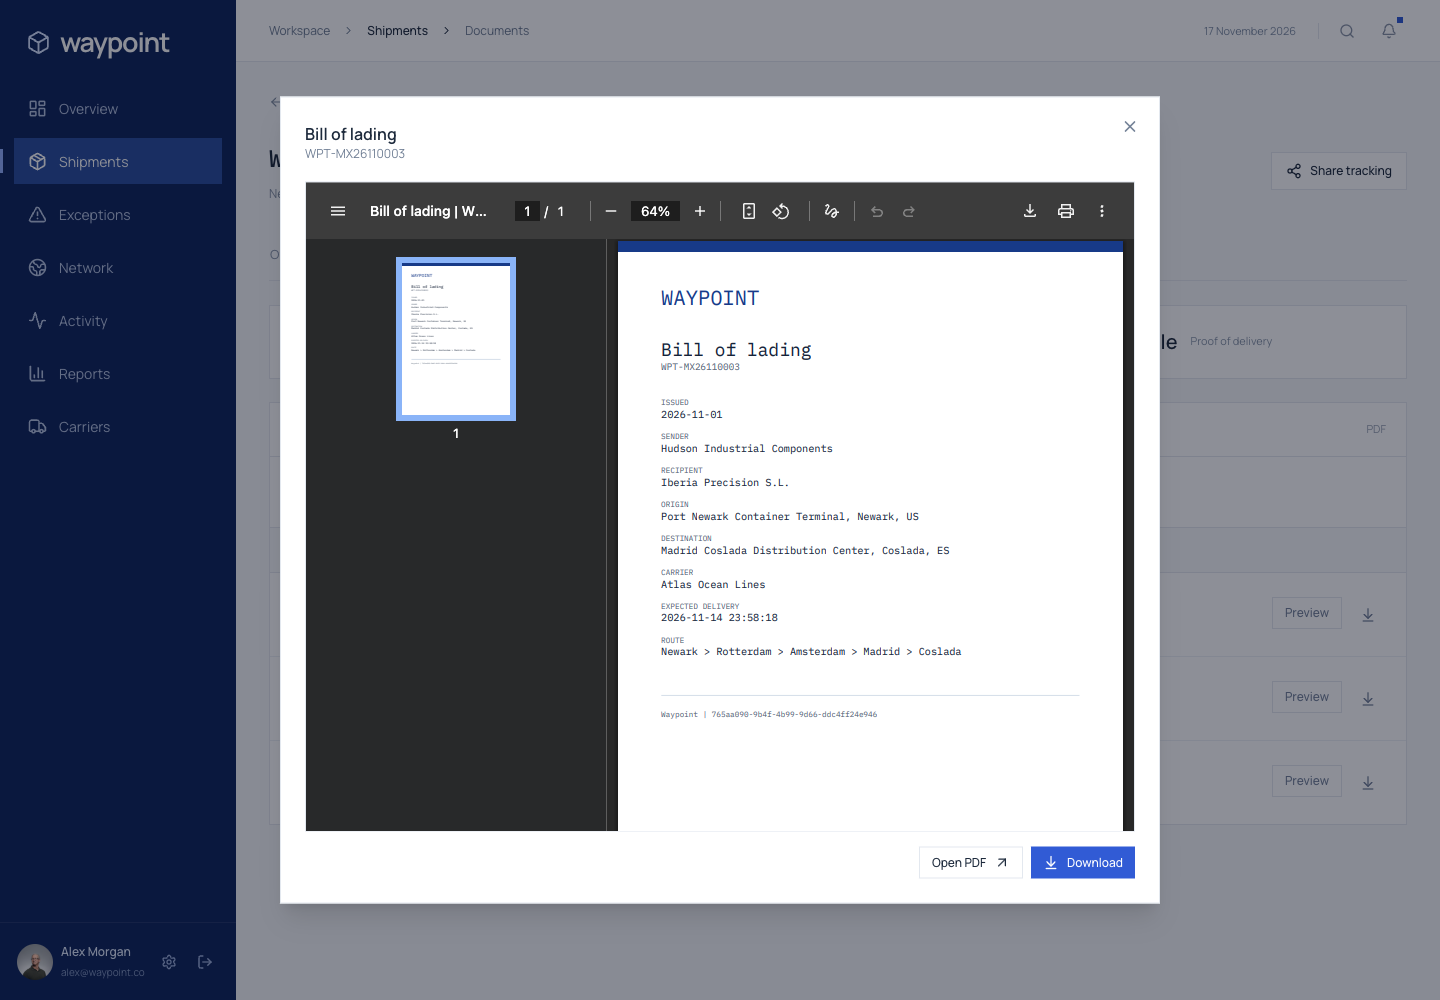 waypoint
Overview
Shipments
Exceptions
Network
Activity
Reports
Carriers
Alex Morgan
alex@waypoint.co
Workspace > Shipments > Documents
17 November 2026
Share tracking
Proof of delivery
PDF
Preview
Preview
Preview
Bill of lading
WPT-MX26110003
Bill of lading | W...
1 / 1
64%
WAYPOINT
Bill of lading
1
WAYPOINT
Bill of lading
WPT-MX26110003
ISSUED
2026-11-01
SENDER
Hudson Industrial Components
RECIPIENT
Iberia Precision S.L.
ORIGIN
Port Newark Container Terminal, Newark, US
DESTINATION
Madrid Coslada Distribution Center, Coslada, ES
CARRIER
Atlas Ocean Lines
EXPECTED DELIVERY
2026-11-14 23:58:18
ROUTE
Newark > Rotterdam > Amsterdam > Madrid > Coslada
Waypoint | 765aa090-9b4f-4b99-9d66-ddc4ff24e946
Open PDF
Download